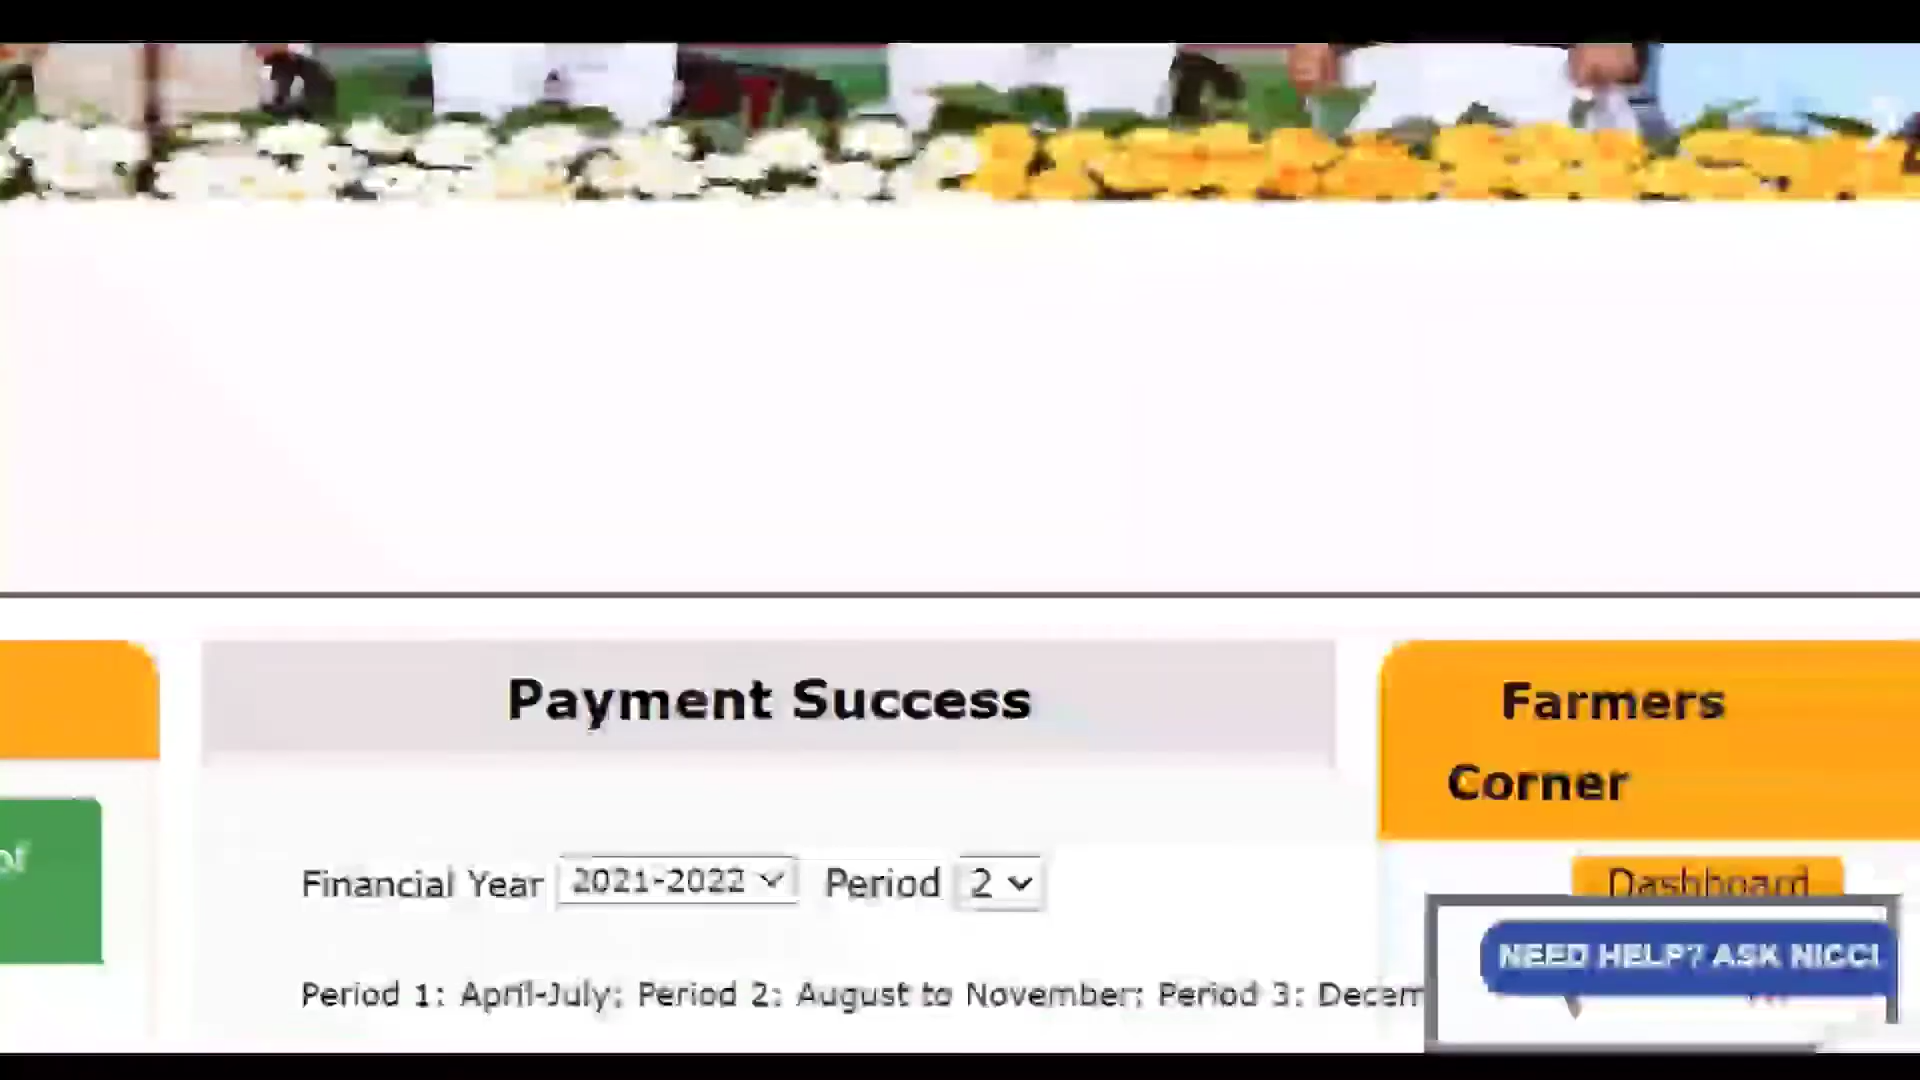 Payment Success
Farmers
Corner
of
Financial Year 2021-2022 Period 2
Dashboard
NEED HELP? ASK NICCI
Period 1: April-July; Period 2: August to November; Period 3: Decem